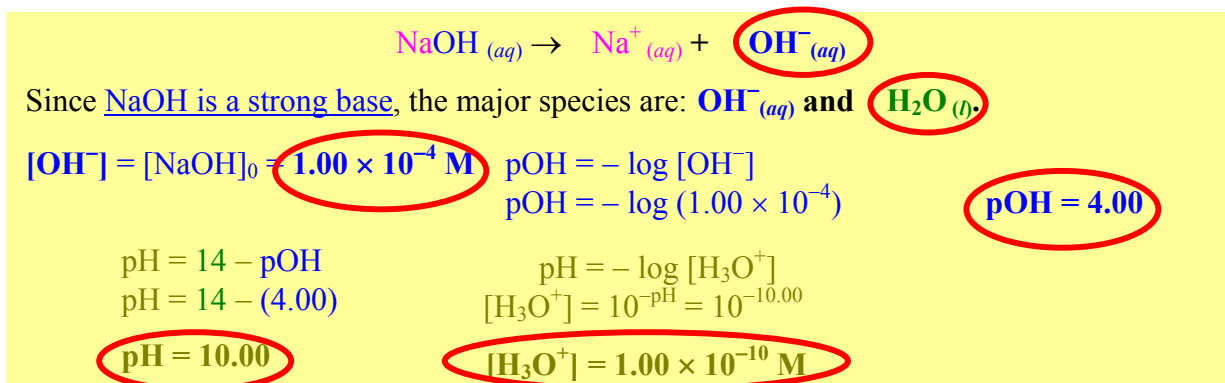 NaOH (aq) → Na⁺ (aq) + OH⁻(aq)
Since NaOH is a strong base, the major species are: OH⁻(aq) and H₂O (l).
[OH⁻] = [NaOH]₀ = 1.00 × 10⁻⁴ M pOH = – log [OH⁻]
pOH = – log (1.00 × 10⁻⁴) pOH = 4.00
pH = 14 – pOH pH = – log [H₃O⁺]
pH = 14 – (4.00) [H₃O⁺] = 10⁻ᵖᴴ = 10⁻¹⁰·⁰⁰
pH = 10.00 [H₃O⁺] = 1.00 × 10⁻¹⁰ M